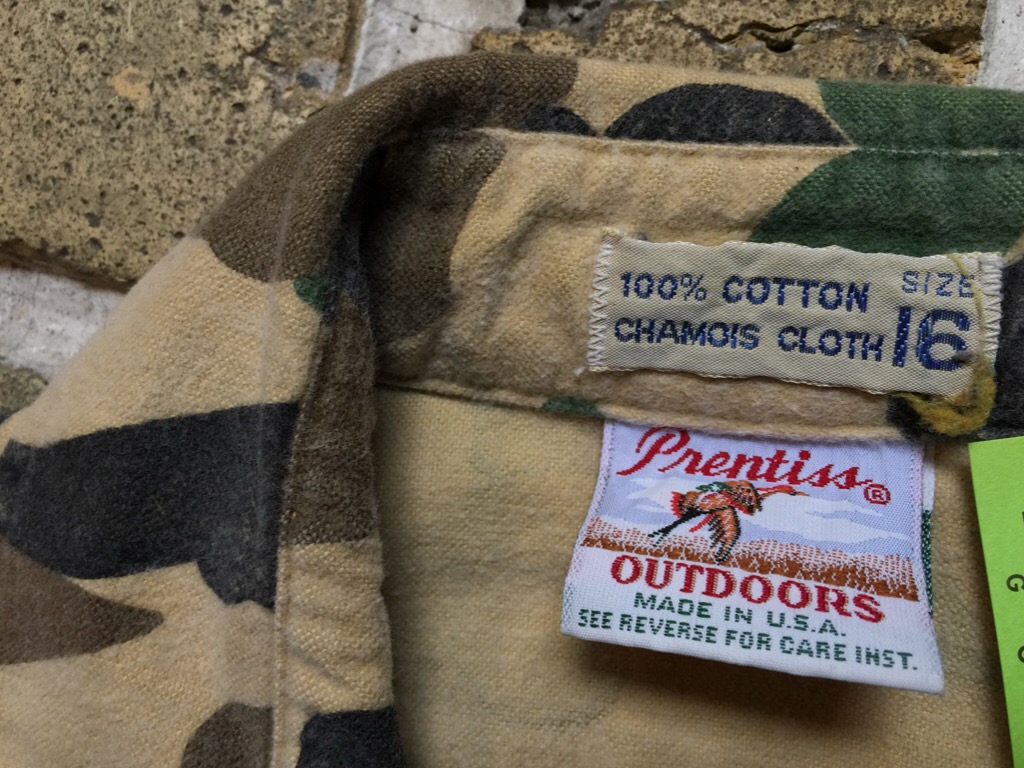 100% COTTON SIZE
CHAMOIS CLOTH 16
Prentiss®
OUTDOORS
MADE IN U.S.A.
SEE REVERSE FOR CARE INST.